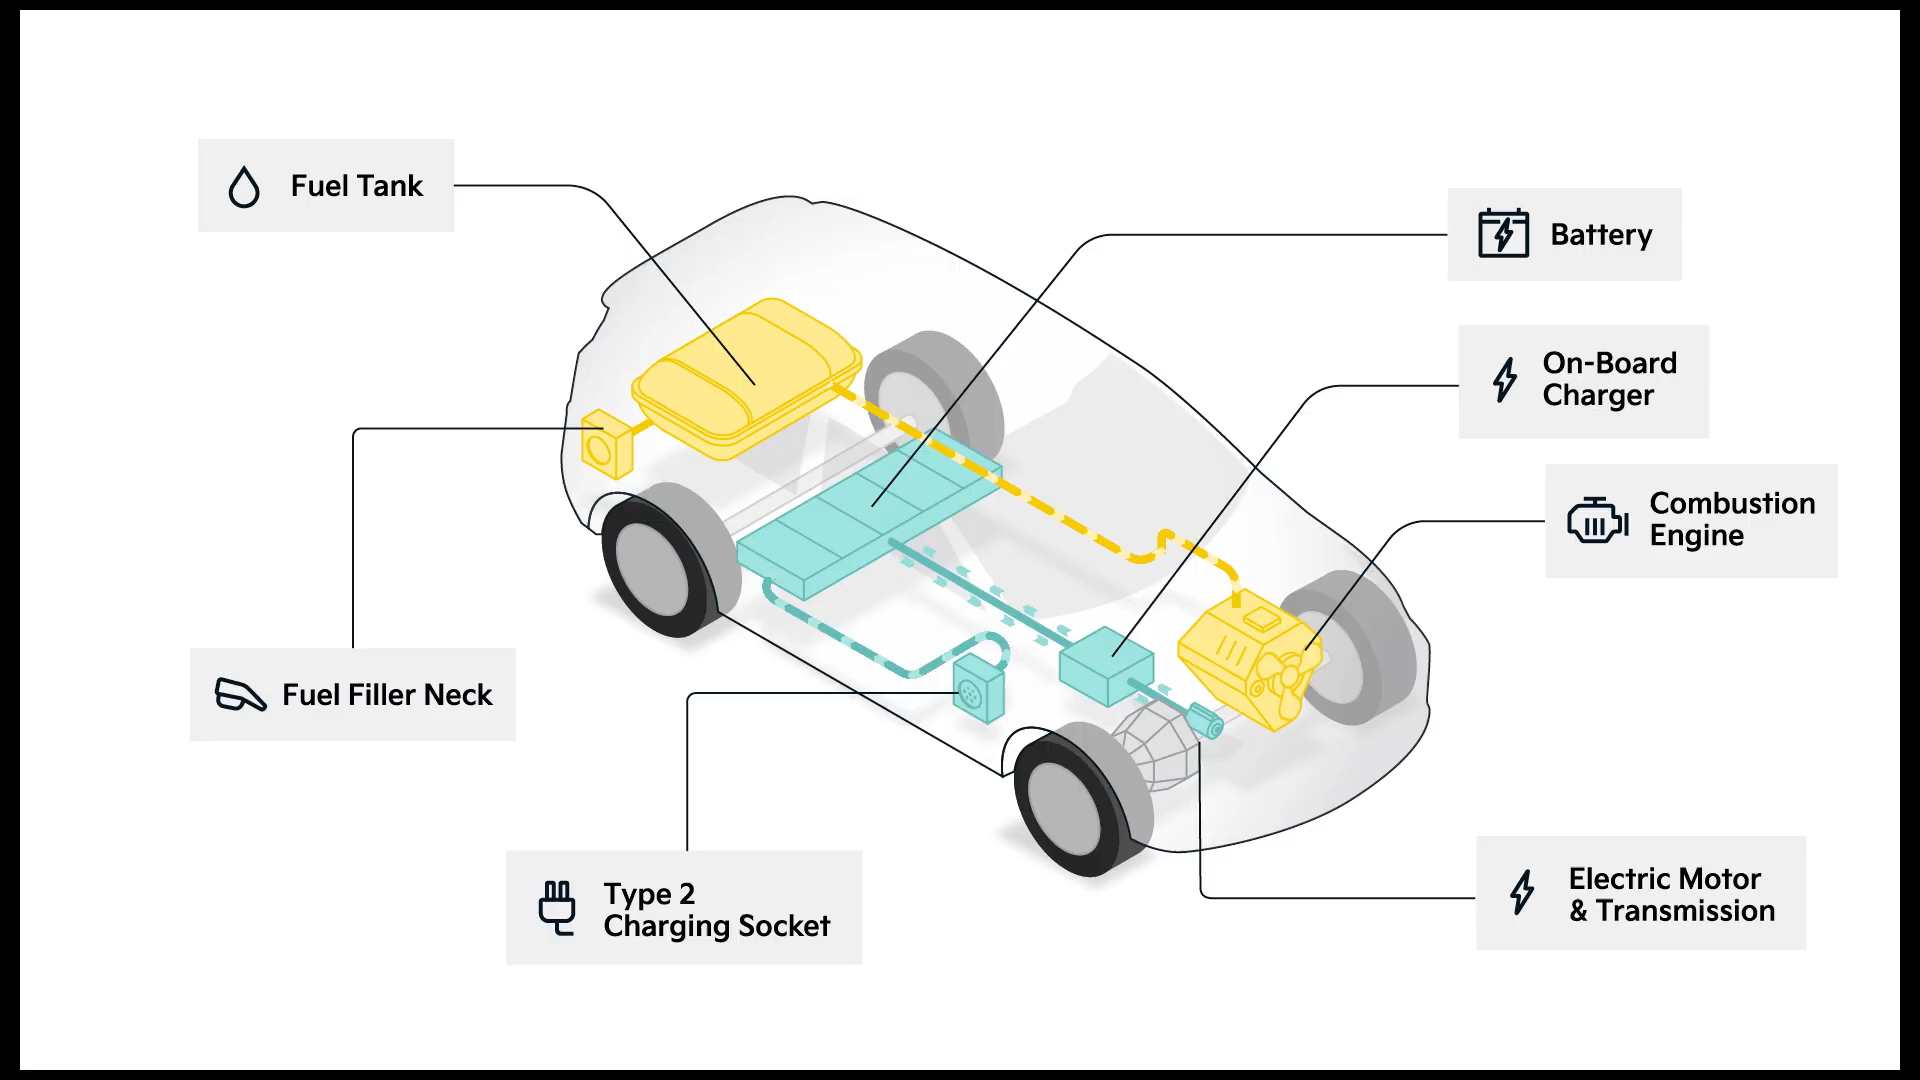 Fuel Tank
Battery
On-Board
Charger
Combustion
Engine
Fuel Filler Neck
Type 2
Charging Socket
Electric Motor
& Transmission